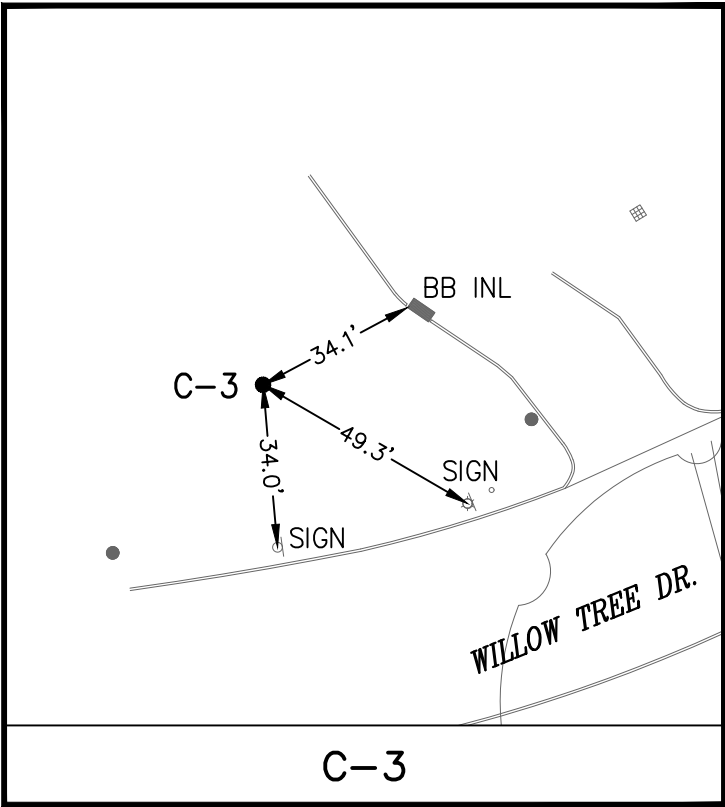 BB INL
34.1'
C-3
49.3'
34.0'
SIGN
SIGN
WILLOW TREE DR.
C-3